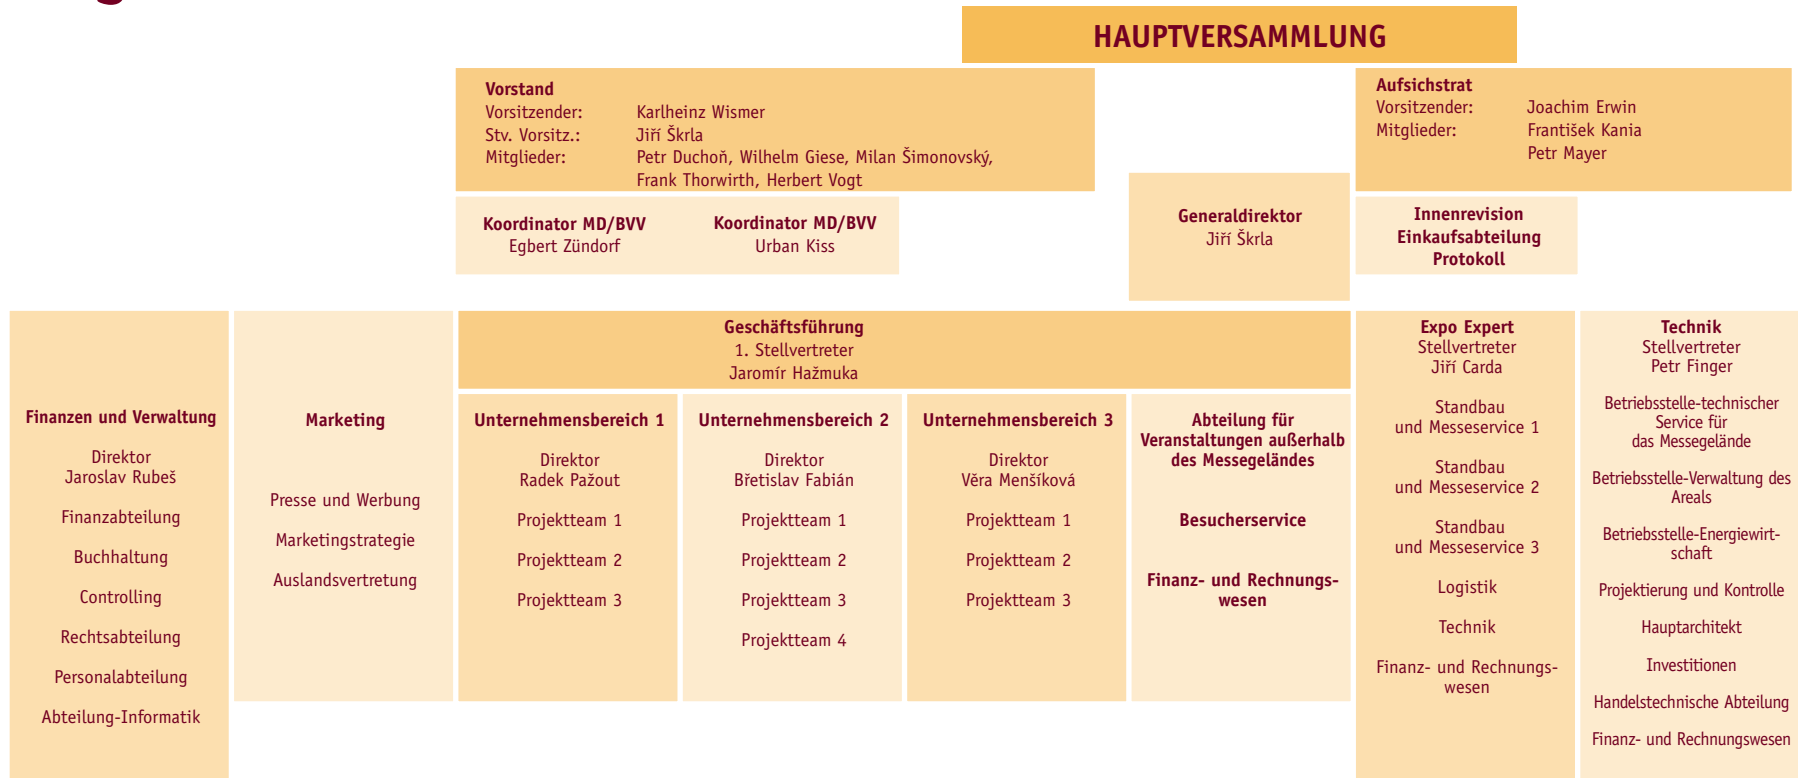 HAUPTVERSAMMLUNG
Vorstand
Vorsitzender: Karlheinz Wismer
Stv. Vorsitz.: Jiří Škrla
Mitglieder: Petr Duchoň, Wilhelm Giese, Milan Šimonovský,
Frank Thorwirth, Herbert Vogt
Aufsichstrat
Vorsitzender: Joachim Erwin
Mitglieder: František Kania
Petr Mayer
Koordinator MD/BVV
Egbert Zündorf
Koordinator MD/BVV
Urban Kiss
Generaldirektor
Jiří Škrla
Innenrevision
Einkaufsabteilung
Protokoll
Finanzen und Verwaltung
Direktor
Jaroslav Rubeš
Finanzabteilung
Buchhaltung
Controlling
Rechtsabteilung
Personalabteilung
Abteilung-Informatik
Marketing
Presse und Werbung
Marketingstrategie
Auslandsvertretung
Geschäftsführung
1. Stellvertreter
Jaromír Hažmuka
Unternehmensbereich 1
Direktor
Radek Pažout
Projektteam 1
Projektteam 2
Projektteam 3
Unternehmensbereich 2
Direktor
Břetislav Fabián
Projektteam 1
Projektteam 2
Projektteam 3
Projektteam 4
Unternehmensbereich 3
Direktor
Věra Menšíková
Projektteam 1
Projektteam 2
Projektteam 3
Abteilung für
Veranstaltungen außerhalb
des Messegeländes
Besucherservice
Finanz- und Rechnungs-
wesen
Expo Expert
Stellvertreter
Jiří Carda
Standbau
und Messeservice 1
Standbau
und Messeservice 2
Standbau
und Messeservice 3
Logistik
Technik
Finanz- und Rechnungs-
wesen
Technik
Stellvertreter
Petr Finger
Betriebsstelle-technischer
Service für
das Messegelände
Betriebsstelle-Verwaltung des
Areals
Betriebsstelle-Energiewirt-
schaft
Projektierung und Kontrolle
Hauptarchitekt
Investitionen
Handelstechnische Abteilung
Finanz- und Rechnungswesen